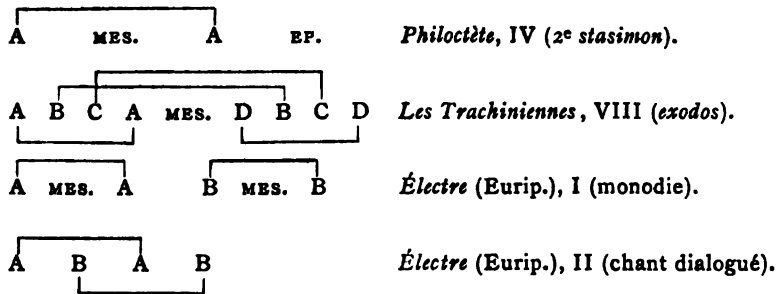 A MES. A EP. Philoctète, IV (2e stasimon).
A B C A MES. D B C D Les Trachiniennes, VIII (exodos).
A MES. A B MES. B Électre (Eurip.), I (monodie).
A B A B Électre (Eurip.), II (chant dialogué).